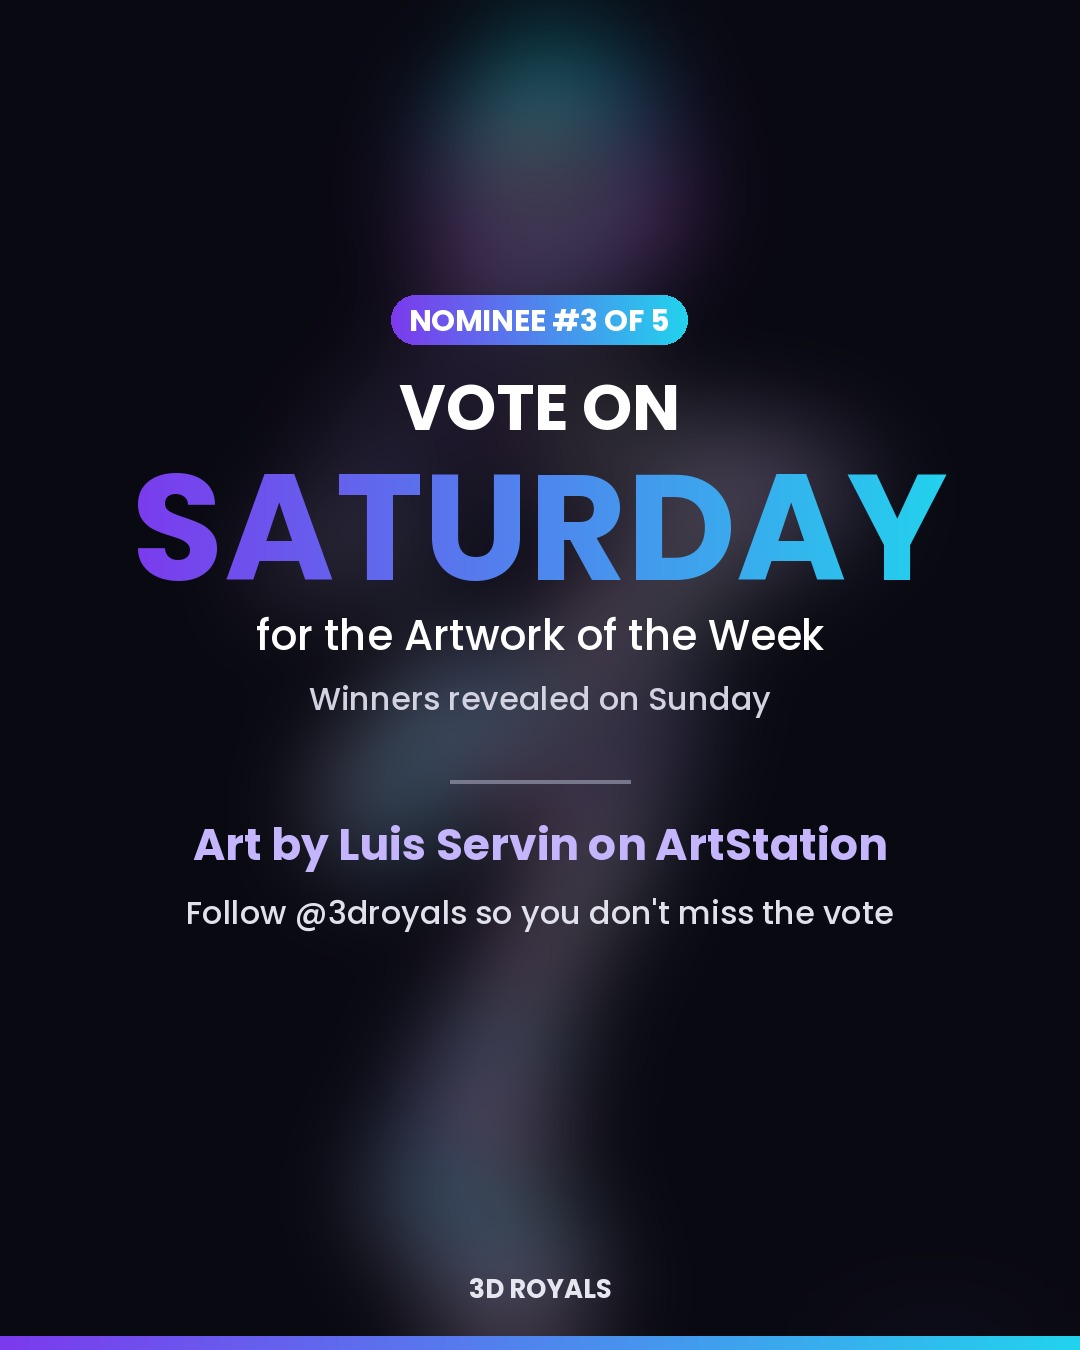 NOMINEE #3 OF 5
VOTE ON
SATURDAY
for the Artwork of the Week
Winners revealed on Sunday
Art by Luis Servin on ArtStation
Follow @3droyals so you don't miss the vote
3D ROYALS